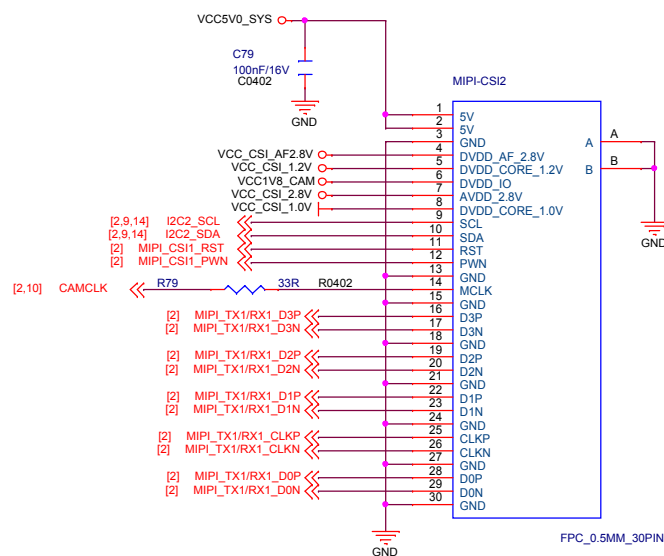 VCC5V0_SYS
C79
100nF/16V
C0402
GND
MIPI-CSI2
1 5V
2 5V
3 GND
VCC_CSI_AF2.8V 4 DVDD_AF_2.8V
VCC_CSI_1.2V 5 DVDD_CORE_1.2V
VCC1V8_CAM 6 DVDD_IO
VCC_CSI_2.8V 7 AVDD_2.8V
VCC_CSI_1.0V 8 DVDD_CORE_1.0V
[2,9,14] I2C2_SCL 9 SCL
[2,9,14] I2C2_SDA 10 SDA
[2] MIPI_CSI1_RST 11 RST
[2] MIPI_CSI1_PWN 12 PWN
13 GND
[2,10] CAMCLK R79 33R R0402 14 MCLK
15 GND
[2] MIPI_TX1/RX1_D3P 16 D3P
[2] MIPI_TX1/RX1_D3N 17 D3N
18 GND
[2] MIPI_TX1/RX1_D2P 19 D2P
[2] MIPI_TX1/RX1_D2N 20 D2N
21 GND
[2] MIPI_TX1/RX1_D1P 22 D1P
[2] MIPI_TX1/RX1_D1N 23 D1N
24 GND
[2] MIPI_TX1/RX1_CLKP 25 CLKP
[2] MIPI_TX1/RX1_CLKN 26 CLKN
27 GND
[2] MIPI_TX1/RX1_D0P 28 D0P
[2] MIPI_TX1/RX1_D0N 29 D0N
30 GND
A A
B B
GND
GND
FPC_0.5MM_30PIN